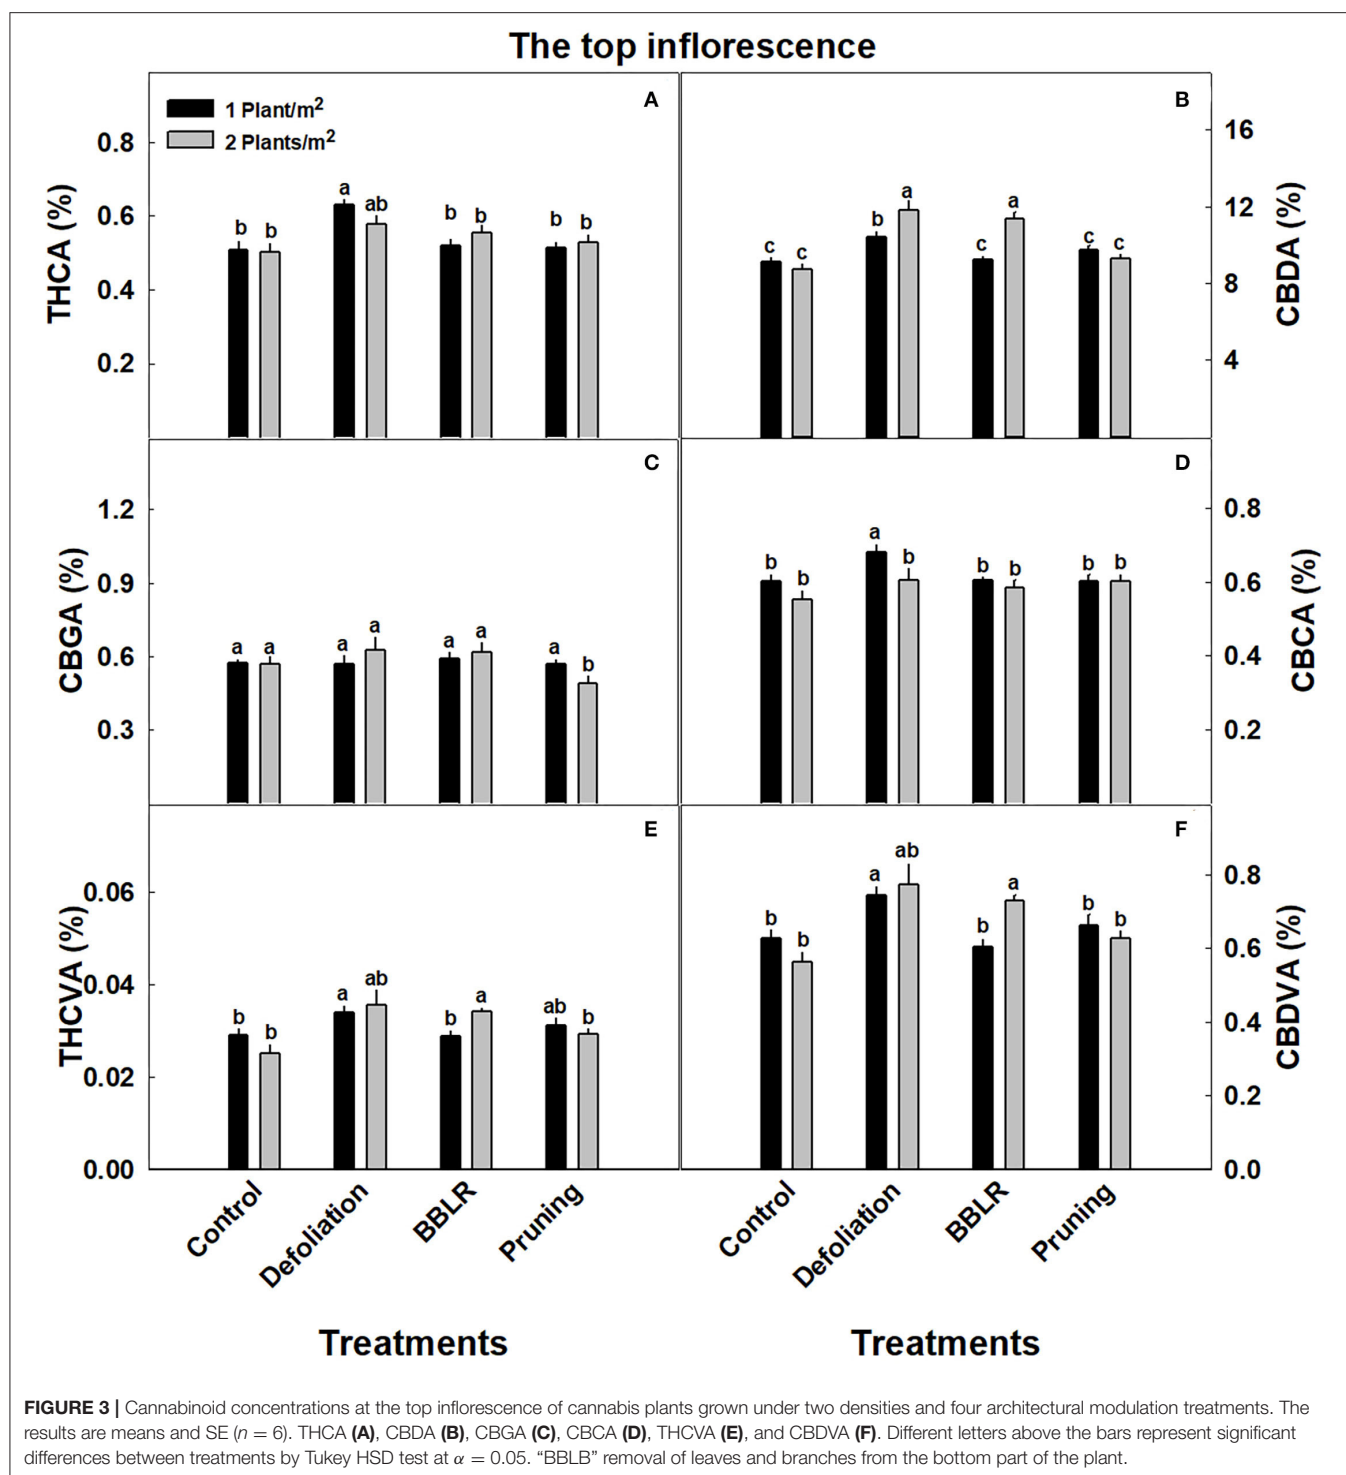 The top inflorescence
A
1 Plant/m2
2 Plants/m2
0.8
0.6
0.4
0.2
THCA (%)
a
ab
b b
b b
b b
B
16
12
8
4
CBDA (%)
c c
b a
c a
c c
C
1.2
0.9
0.6
0.3
CBGA (%)
a a
a a
a a
a b
D
0.8
0.6
0.4
0.2
CBCA (%)
b b
a b
b b
b b
E
0.06
0.04
0.02
0.00
THCVA (%)
b b
a ab
b a
ab b
F
0.8
0.6
0.4
0.2
0.0
CBDVA (%)
b b
a ab
b a
b b
Control
Defoliation
BBLR
Pruning
Control
Defoliation
BBLR
Pruning
Treatments
Treatments
FIGURE 3 | Cannabinoid concentrations at the top inflorescence of cannabis plants grown under two densities and four architectural modulation treatments. The
results are means and SE (n = 6). THCA (A), CBDA (B), CBGA (C), CBCA (D), THCVA (E), and CBDVA (F). Different letters above the bars represent significant
differences between treatments by Tukey HSD test at α = 0.05. “BBLB” removal of leaves and branches from the bottom part of the plant.